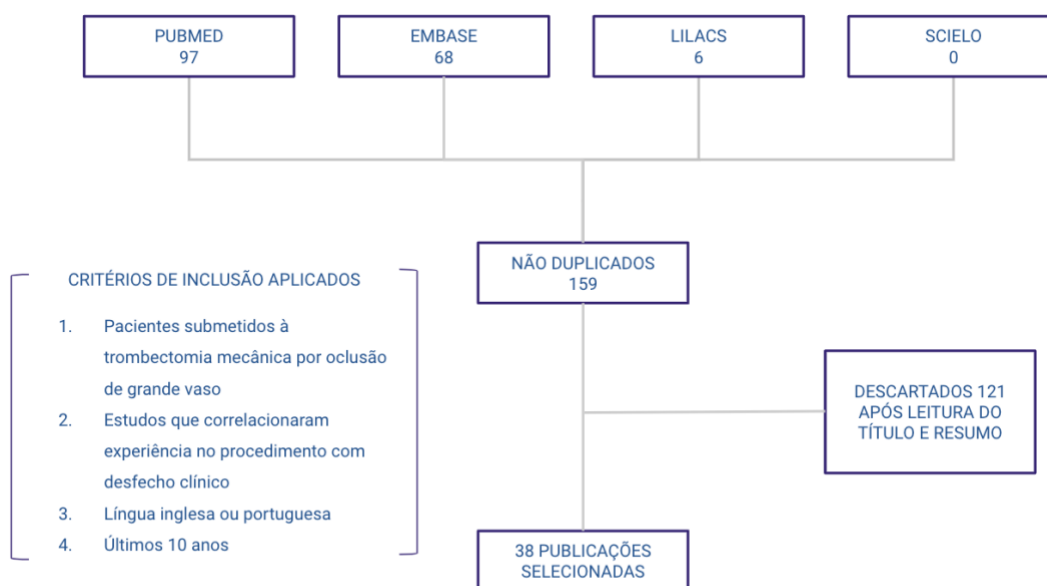 PUBMED
97
EMBASE
68
LILACS
6
SCIELO
0
NÃO DUPLICADOS
159
CRITÉRIOS DE INCLUSÃO APLICADOS
1. Pacientes submetidos à
trombectomia mecânica por oclusão
de grande vaso
2. Estudos que correlacionaram
experiência no procedimento com
desfecho clínico
3. Língua inglesa ou portuguesa
4. Últimos 10 anos
DESCARTADOS 121
APÓS LEITURA DO
TÍTULO E RESUMO
38 PUBLICAÇÕES
SELECIONADAS